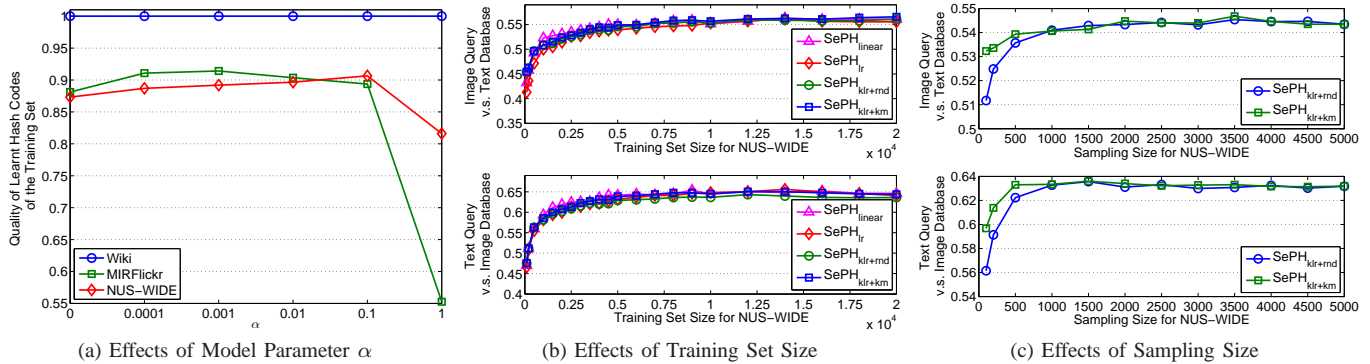 Quality of Learnt Hash Codes
of the Training Set
1
0.95
0.9
0.85
0.8
0.75
0.7
0.65
0.6
0.55
Wiki
MIRFlickr
NUS−WIDE
0 0.0001 0.001 0.01 0.1 1
α
(a) Effects of Model Parameter α
Image Query
v.s. Text Database
0.55
0.5
0.45
0.4
0.35
SePHlinear
SePHlr
SePHklr+rnd
SePHklr+km
0 0.25 0.5 0.75 1 1.25 1.5 1.75 2
Training Set Size for NUS−WIDE
x 10^4
Text Query
v.s. Image Database
0.65
0.6
0.55
0.5
0.45
0.4
SePHlinear
SePHlr
SePHklr+rnd
SePHklr+km
0 0.25 0.5 0.75 1 1.25 1.5 1.75 2
Training Set Size for NUS−WIDE
x 10^4
(b) Effects of Training Set Size
Image Query
v.s. Text Database
0.55
0.54
0.53
0.52
0.51
0.5
SePHklr+rnd
SePHklr+km
0 500 1000 1500 2000 2500 3000 3500 4000 4500 5000
Sampling Size for NUS−WIDE
Text Query
v.s. Image Database
0.64
0.62
0.6
0.58
0.56
0.54
SePHklr+rnd
SePHklr+km
0 500 1000 1500 2000 2500 3000 3500 4000 4500 5000
Sampling Size for NUS−WIDE
(c) Effects of Sampling Size